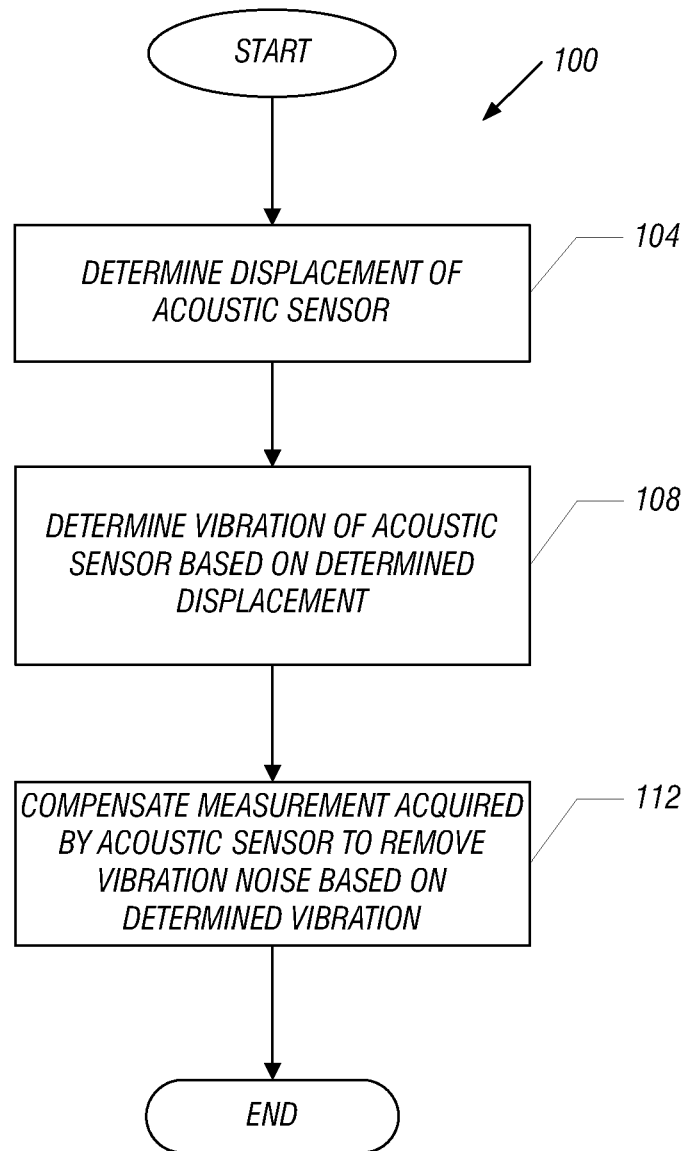 START
100
104
DETERMINE DISPLACEMENT OF
ACOUSTIC SENSOR
108
DETERMINE VIBRATION OF ACOUSTIC
SENSOR BASED ON DETERMINED
DISPLACEMENT
112
COMPENSATE MEASUREMENT ACQUIRED
BY ACOUSTIC SENSOR TO REMOVE
VIBRATION NOISE BASED ON
DETERMINED VIBRATION
END